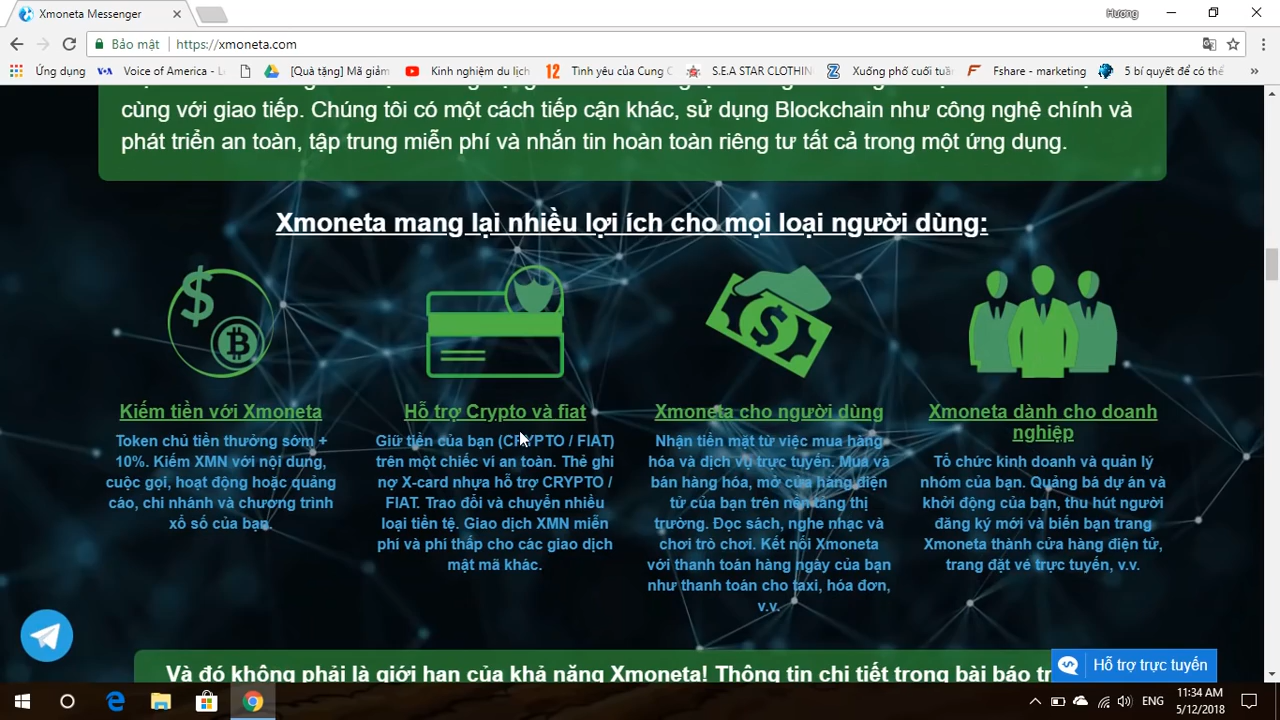 Xmoneta Messenger
Hương
Bảo mật
https://xmoneta.com
Ứng dụng
Voice of America - L
[Quà tặng] Mã giảm
Kinh nghiệm du lịch
12
Tình yêu của Cung C
S.E.A STAR CLOTHIN
Xuống phố cuối tuần
Fshare - marketing
5 bí quyết để có thể
cùng với giao tiếp. Chúng tôi có một cách tiếp cận khác, sử dụng Blockchain như công nghệ chính và
phát triển an toàn, tập trung miễn phí và nhắn tin hoàn toàn riêng tư tất cả trong một ứng dụng.
Xmoneta mang lại nhiều lợi ích cho mọi loại người dùng:
Kiếm tiền với Xmoneta
Token chủ tiền thưởng sớm +
10%. Kiếm XMN với nội dung,
cuộc gọi, hoạt động hoặc quảng
cáo, chi nhánh và chương trình
xổ số của bạn.
Hỗ trợ Crypto và fiat
Giữ tiền của bạn (CRYPTO / FIAT)
trên một chiếc ví an toàn. Thẻ ghi
nợ X-card nhựa hỗ trợ CRYPTO /
FIAT. Trao đổi và chuyển nhiều
loại tiền tệ. Giao dịch XMN miễn
phí và phí thấp cho các giao dịch
mật mã khác.
Xmoneta cho người dùng
Nhận tiền mặt từ việc mua hàng
hóa và dịch vụ trực tuyến. Mua và
bán hàng hóa, mở cửa hàng điện
tử của bạn trên nền tảng thị
trường. Đọc sách, nghe nhạc và
chơi trò chơi. Kết nối Xmoneta
với thanh toán hàng ngày của bạn
như thanh toán cho taxi, hóa đơn,
v.v.
Xmoneta dành cho doanh
nghiệp
Tổ chức kinh doanh và quản lý
nhóm của bạn. Quảng bá dự án và
khởi động của bạn, thu hút người
đăng ký mới và biến bạn trang
Xmoneta thành cửa hàng điện tử,
trang đặt vé trực tuyến, v.v.
Và đó không phải là giới hạn của khả năng Xmoneta! Thông tin chi tiết trong bài báo
Hỗ trợ trực tuyến
ENG
11:34 AM
5/12/2018